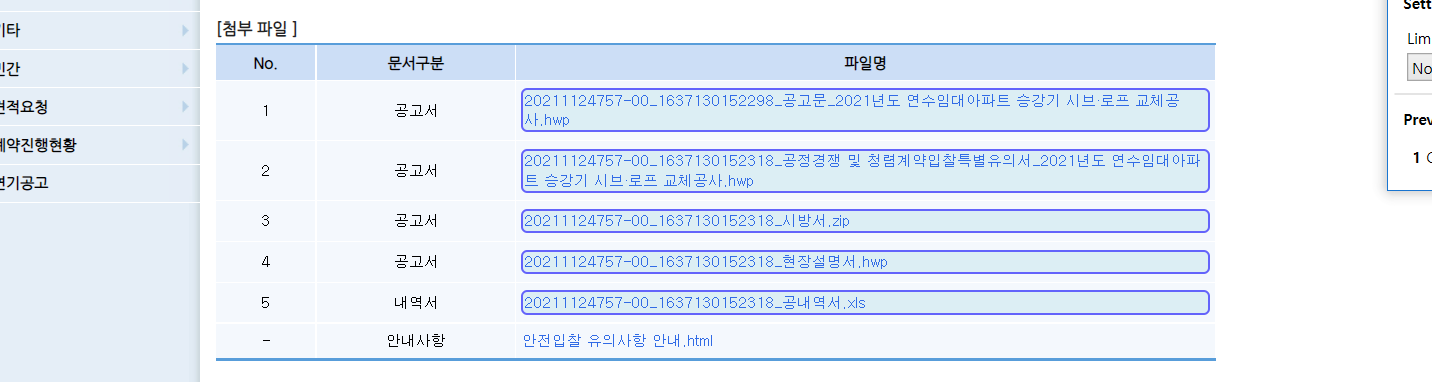 [첨부 파일 ]
No. 문서구분 파일명
1 공고서 20211124757-00_1637130152298_공고문_2021년도 연수임대아파트 승강기 시브·로프 교체공
사.hwp
2 공고서 20211124757-00_1637130152318_공정경쟁 및 청렴계약입찰특별유의서_2021년도 연수임대아파
트 승강기 시브·로프 교체공사.hwp
3 공고서 20211124757-00_1637130152318_시방서.zip
4 공고서 20211124757-00_1637130152318_현장설명서.hwp
5 내역서 20211124757-00_1637130152318_공내역서.xls
- 안내사항 안전입찰 유의사항 안내.html
기타
민간
견적요청
계약진행현황
연기공고
Sett
Lim
No
Prev
1